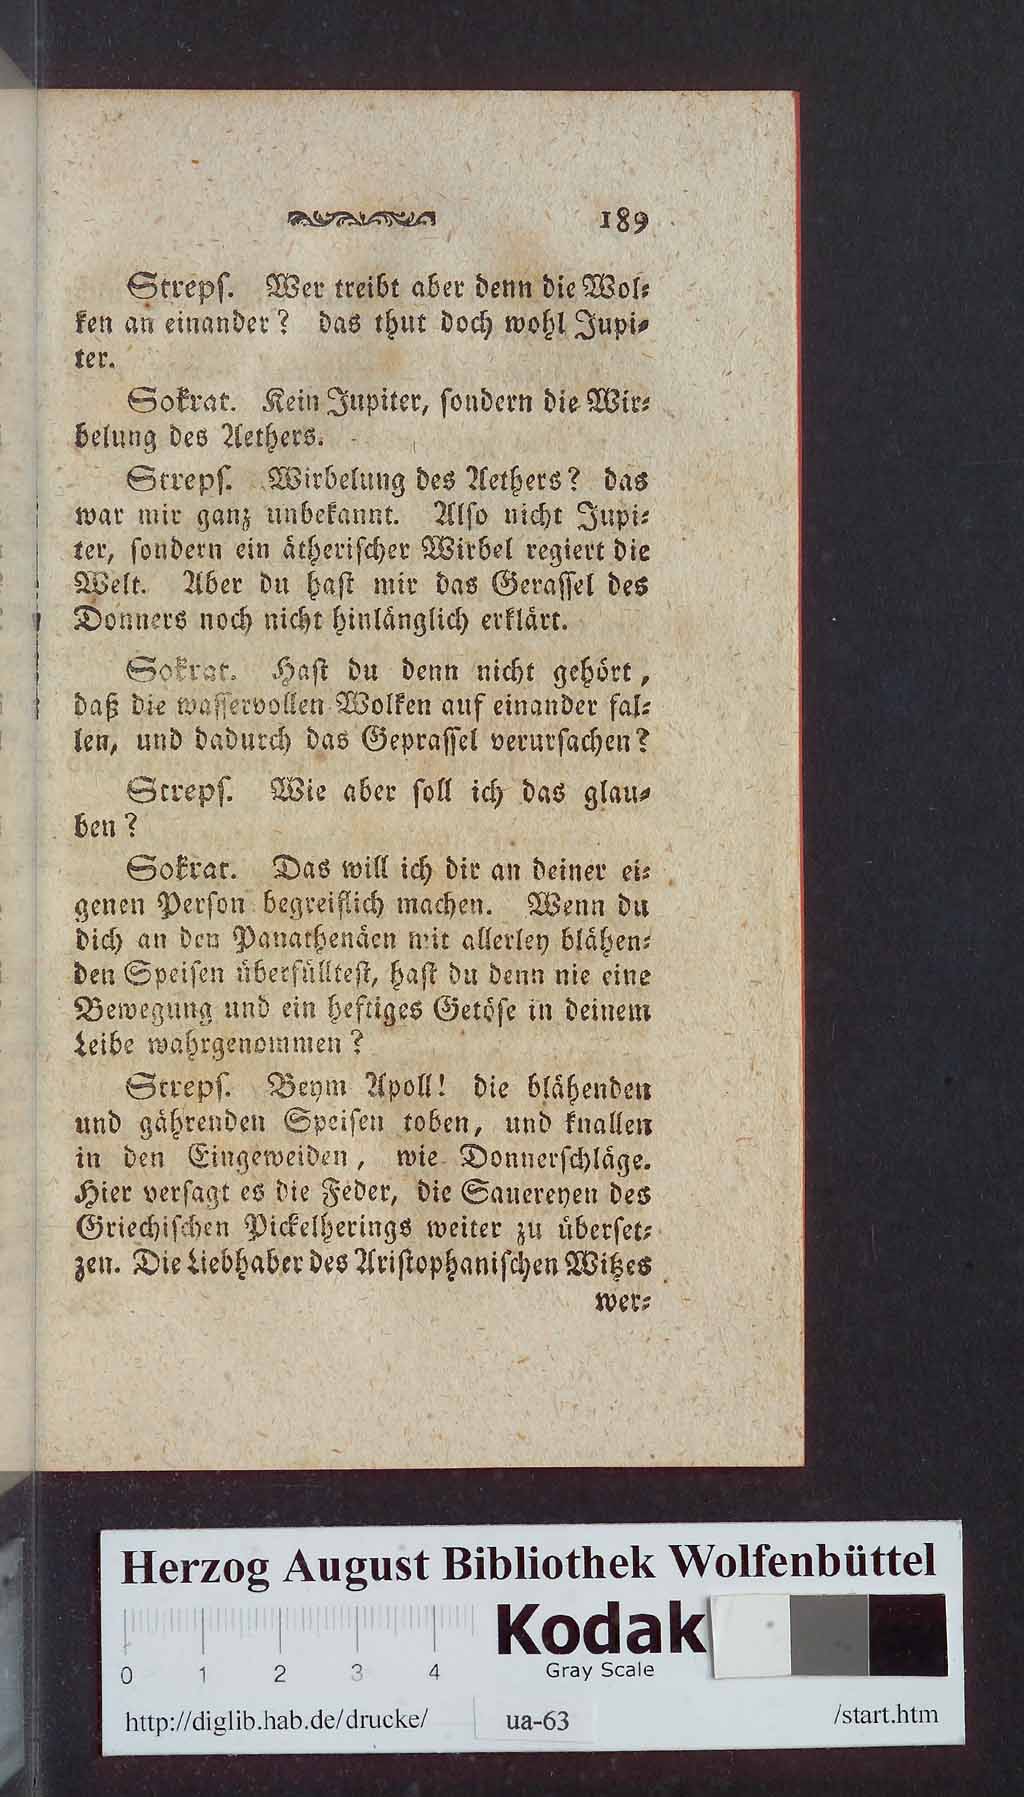 189
Streps. Wer treibt aber denn die Wol-
ken an einander? das thut doch wohl Jupi-
ter.
Sokrat. Kein Jupiter, sondern die Wir-
belung des Aethers.
Streps. Wirbelung des Aethers? das
war mir ganz unbekannt. Also nicht Jupi-
ter, sondern ein ätherischer Wirbel regiert die
Welt. Aber du hast mir das Gerassel des
Donners noch nicht hinlänglich erklärt.
Sokrat. Hast du denn nicht gehört,
daß die wasservollen Wolken auf einander fal-
len, und dadurch das Geprassel verursachen?
Streps. Wie aber soll ich das glau-
ben?
Sokrat. Das will ich dir an deiner ei-
genen Person begreiflich machen. Wenn du
dich an den Panathenäen mit allerley blähen-
den Speisen überfülltest, hast du denn nie eine
Bewegung und ein heftiges Getöse in deinem
Leibe wahrgenommen?
Streps. Beym Apoll! die blähenden
und gährenden Speisen toben, und knallen
in den Eingeweiden, wie Donnerschläge.
Hier versagt es die Feder, die Sauereyen des
Griechischen Pickelherings weiter zu überset-
zen. Die Liebhaber des Aristophanischen Witzes
wer-
Herzog August Bibliothek Wolfenbüttel
Kodak
Gray Scale
0 1 2 3 4
http://diglib.hab.de/drucke/ ua-63 /start.htm